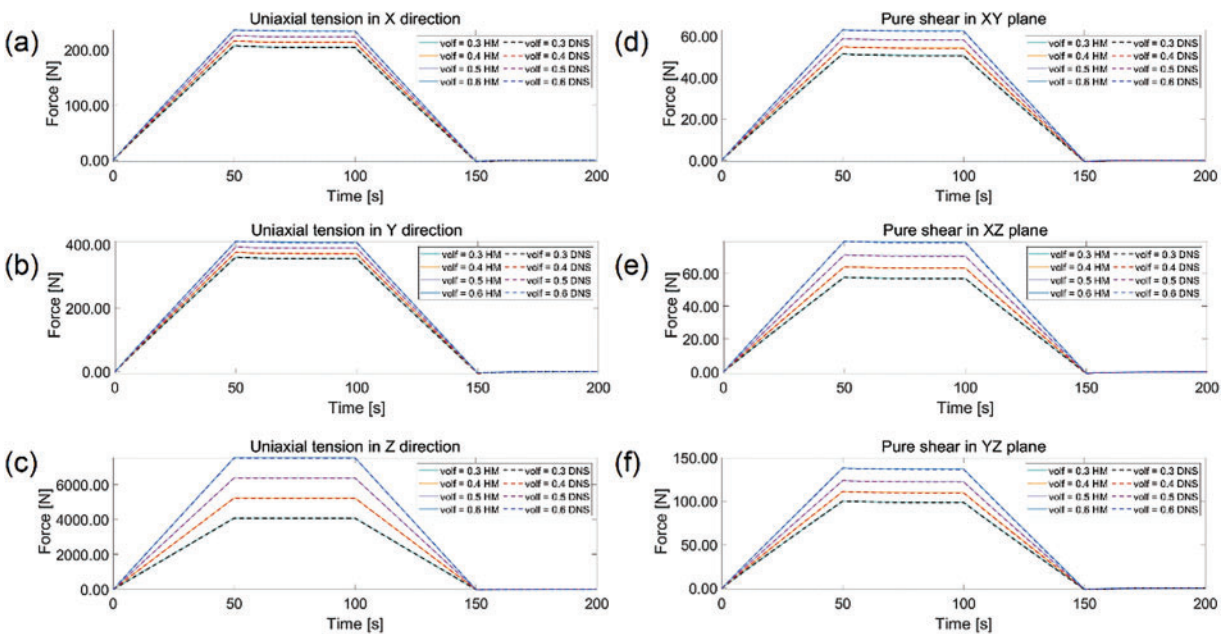 (a)
Uniaxial tension in X direction
Force [N]
200.00
100.00
0.00
volf = 0.3 HM volf = 0.3 DNS
volf = 0.4 HM volf = 0.4 DNS
volf = 0.5 HM volf = 0.5 DNS
volf = 0.6 HM volf = 0.6 DNS
0 50 100 150 200
Time [s]
(d)
Pure shear in XY plane
Force [N]
60.00
40.00
20.00
0.00
volf = 0.3 HM volf = 0.3 DNS
volf = 0.4 HM volf = 0.4 DNS
volf = 0.5 HM volf = 0.5 DNS
volf = 0.6 HM volf = 0.6 DNS
0 50 100 150 200
Time [s]
(b)
Uniaxial tension in Y direction
Force [N]
400.00
200.00
0.00
volf = 0.3 HM volf = 0.3 DNS
volf = 0.4 HM volf = 0.4 DNS
volf = 0.5 HM volf = 0.5 DNS
volf = 0.6 HM volf = 0.6 DNS
0 50 100 150 200
Time [s]
(e)
Pure shear in XZ plane
Force [N]
60.00
40.00
20.00
0.00
volf = 0.3 HM volf = 0.3 DNS
volf = 0.4 HM volf = 0.4 DNS
volf = 0.5 HM volf = 0.5 DNS
volf = 0.6 HM volf = 0.6 DNS
0 50 100 150 200
Time [s]
(c)
Uniaxial tension in Z direction
Force [N]
6000.00
4000.00
2000.00
0.00
volf = 0.3 HM volf = 0.3 DNS
volf = 0.4 HM volf = 0.4 DNS
volf = 0.5 HM volf = 0.5 DNS
volf = 0.6 HM volf = 0.6 DNS
0 50 100 150 200
Time [s]
(f)
Pure shear in YZ plane
Force [N]
150.00
100.00
50.00
0.00
volf = 0.3 HM volf = 0.3 DNS
volf = 0.4 HM volf = 0.4 DNS
volf = 0.5 HM volf = 0.5 DNS
volf = 0.6 HM volf = 0.6 DNS
0 50 100 150 200
Time [s]